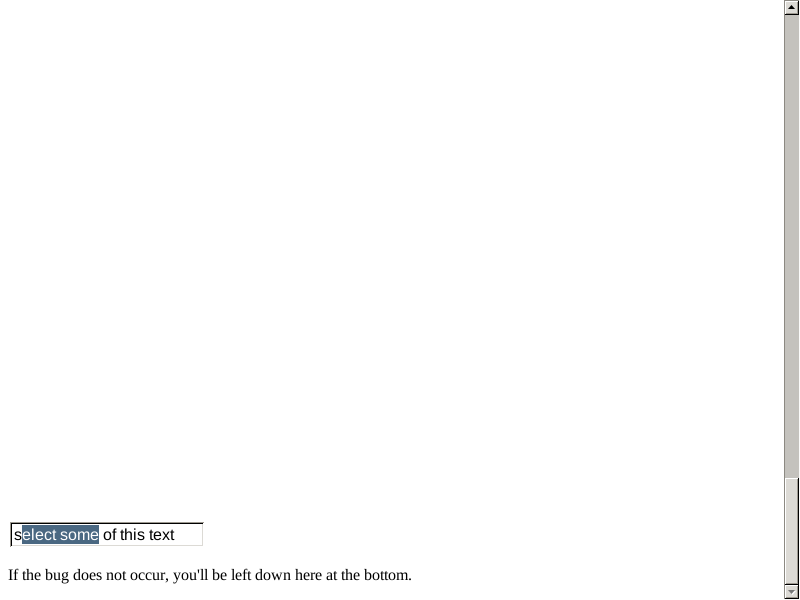 select some of this text
If the bug does not occur, you'll be left down here at the bottom.